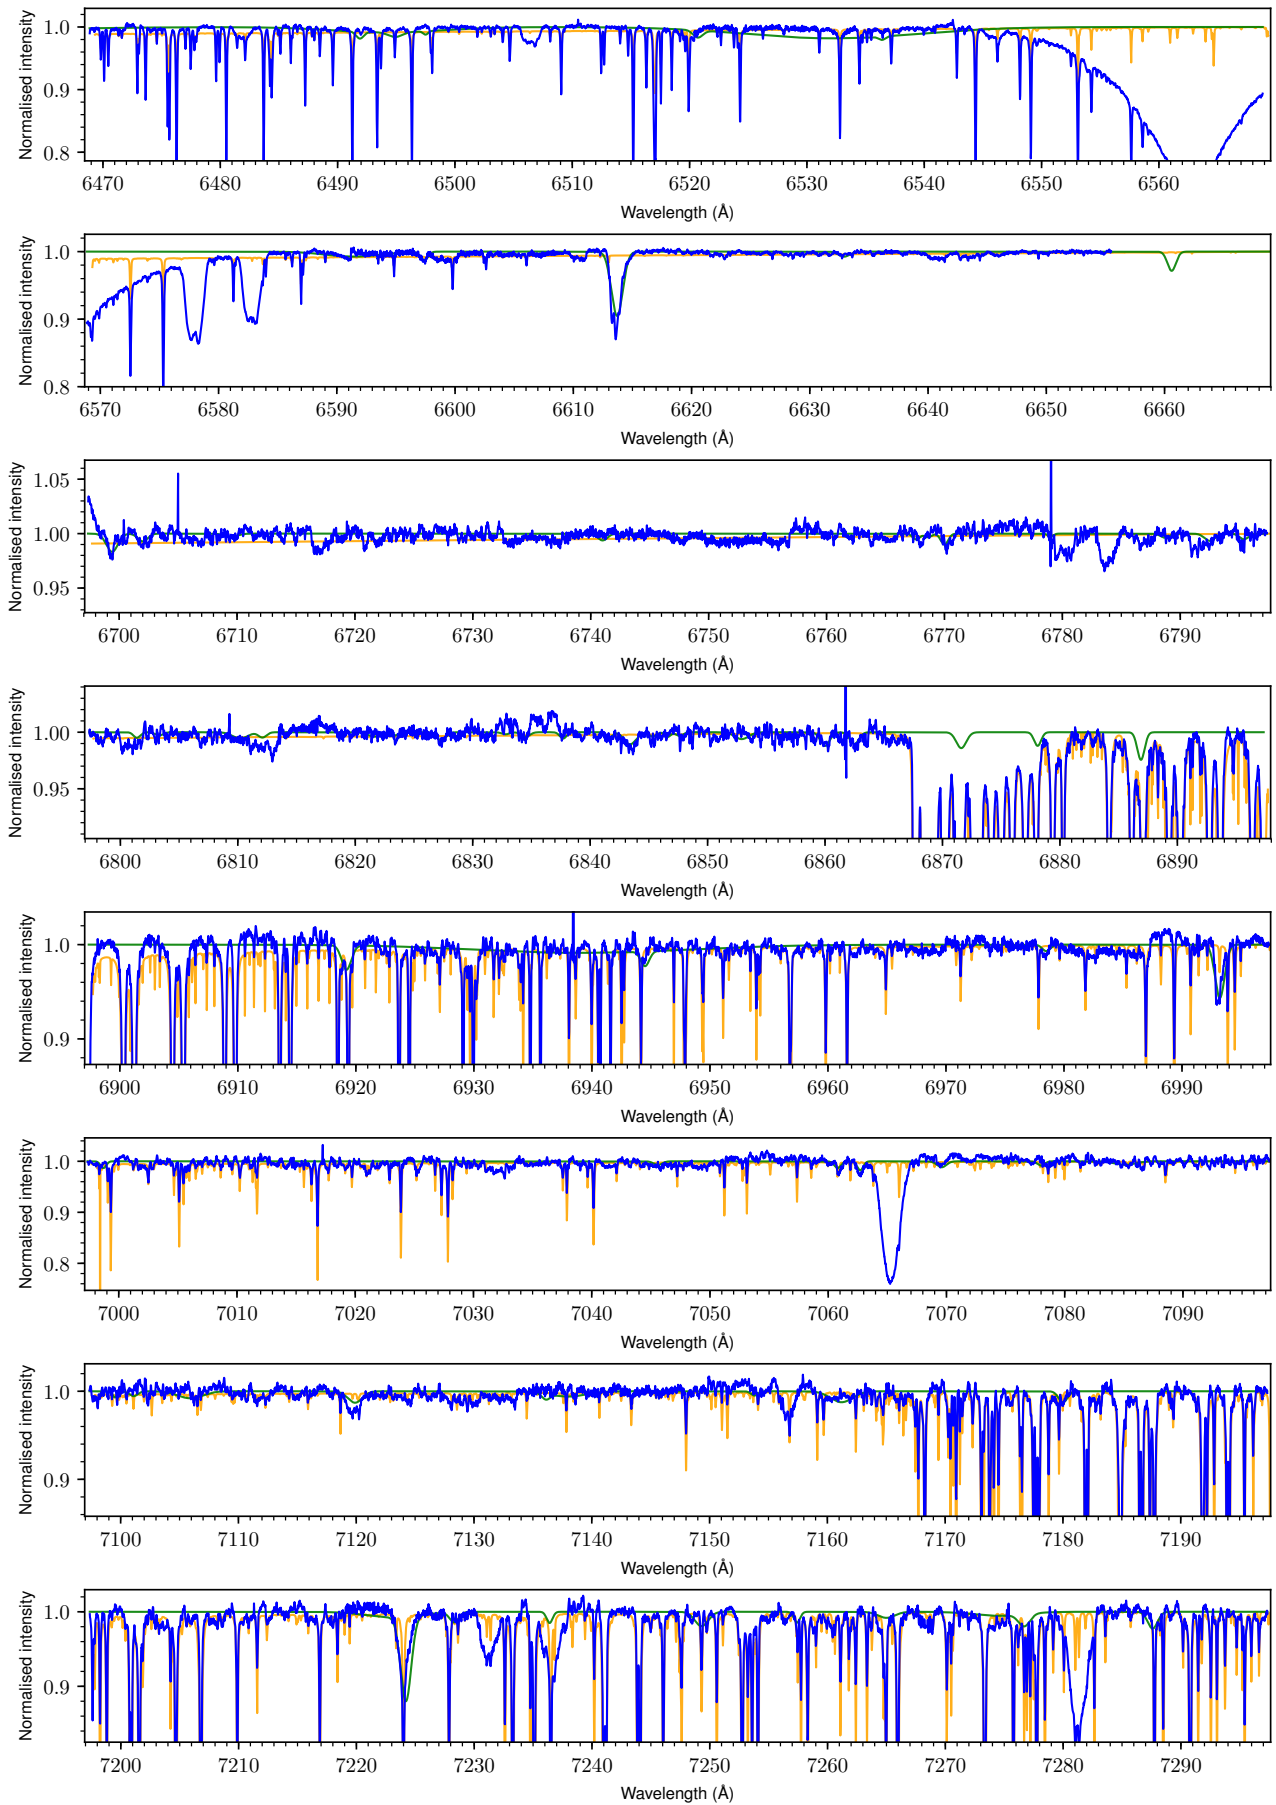 Normalised intensity
1.0
0.9
0.8
6470 6480 6490 6500 6510 6520 6530 6540 6550 6560
Wavelength (Å)
Normalised intensity
1.0
0.9
0.8
6570 6580 6590 6600 6610 6620 6630 6640 6650 6660
Wavelength (Å)
Normalised intensity
1.05
1.00
0.95
6700 6710 6720 6730 6740 6750 6760 6770 6780 6790
Wavelength (Å)
Normalised intensity
1.00
0.95
6800 6810 6820 6830 6840 6850 6860 6870 6880 6890
Wavelength (Å)
Normalised intensity
1.0
0.9
6900 6910 6920 6930 6940 6950 6960 6970 6980 6990
Wavelength (Å)
Normalised intensity
1.0
0.9
0.8
7000 7010 7020 7030 7040 7050 7060 7070 7080 7090
Wavelength (Å)
Normalised intensity
1.0
0.9
7100 7110 7120 7130 7140 7150 7160 7170 7180 7190
Wavelength (Å)
Normalised intensity
1.0
0.9
7200 7210 7220 7230 7240 7250 7260 7270 7280 7290
Wavelength (Å)